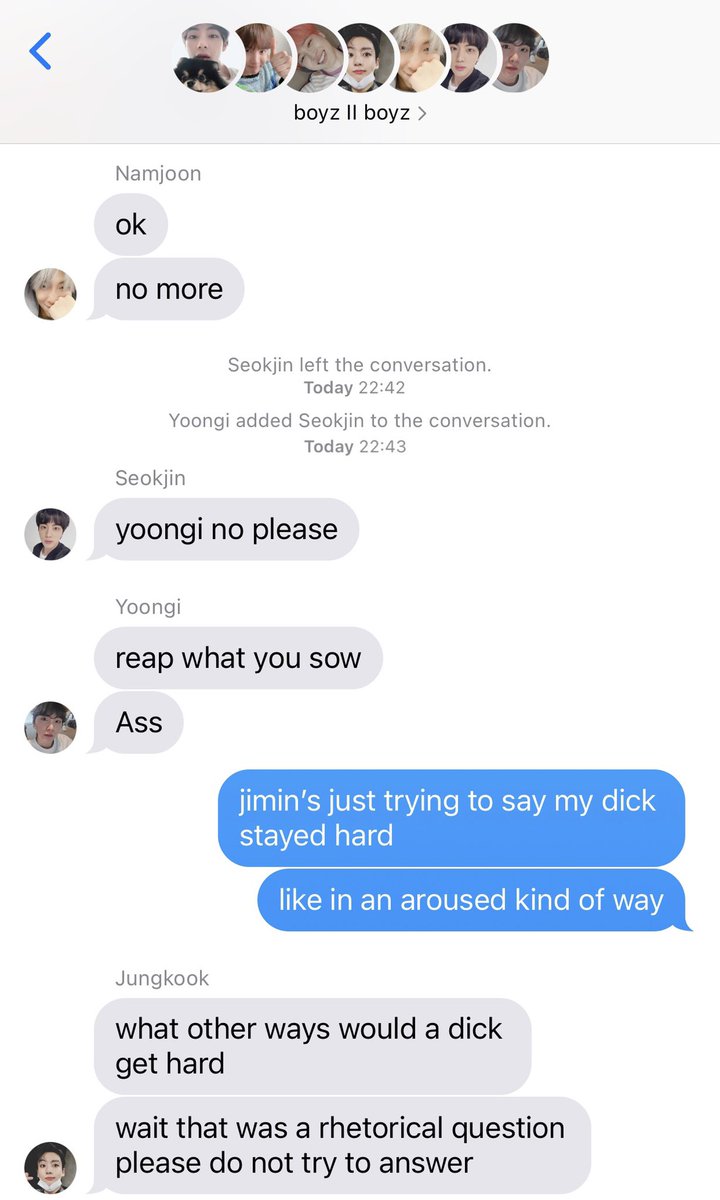 boyz II boyz >
Namjoon
ok
no more
Seokjin left the conversation.
Today 22:42
Yoongi added Seokjin to the conversation.
Today 22:43
Seokjin
yoongi no please
Yoongi
reap what you sow
Ass
jimin’s just trying to say my dick
stayed hard
like in an aroused kind of way
Jungkook
what other ways would a dick
get hard
wait that was a rhetorical question
please do not try to answer